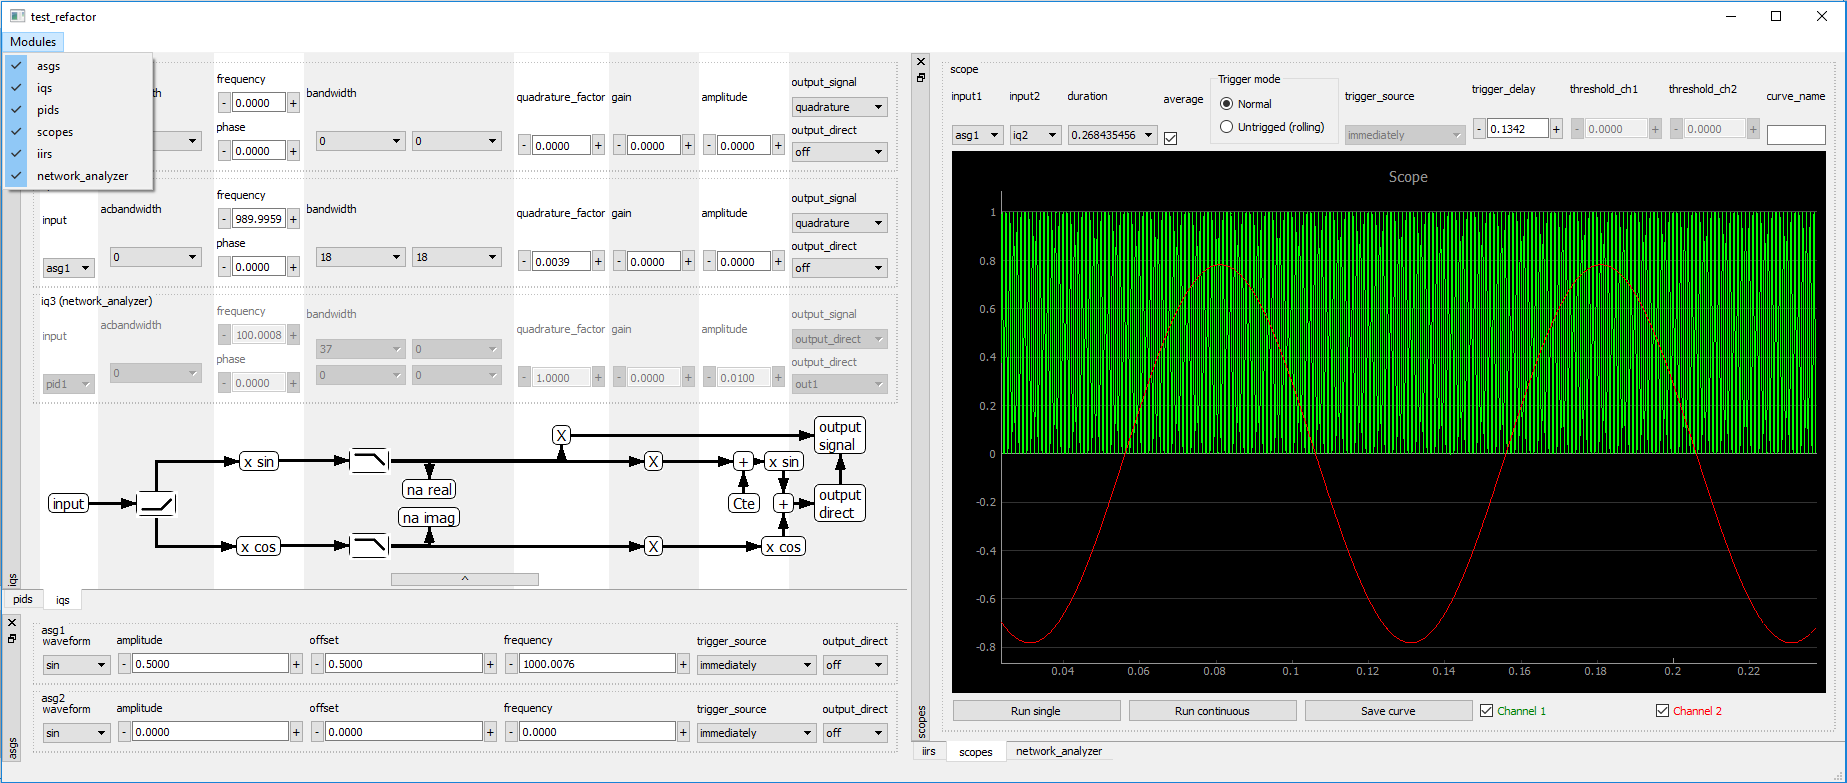 test_refactor
Modules
asgs
iqs
pids
scopes
iirs
network_analyzer
th
frequency
- 0.0000 +
phase
- 0.0000 +
bandwidth
0 0
quadrature_factor
- 0.0000 +
gain
- 0.0000 +
amplitude
- 0.0000 +
output_signal
quadrature
output_direct
off
input
asg1
acbandwidth
0
frequency
- 989.9959 +
phase
- 0.0000 +
bandwidth
18 18
quadrature_factor
- 0.0039 +
gain
- 0.0000 +
amplitude
- 0.0000 +
output_signal
quadrature
output_direct
off
iq3 (network_analyzer)
input
pid1
acbandwidth
0
frequency
- 100.0008 +
phase
- 0.0000 +
bandwidth
37 0
0 0
quadrature_factor
- 1.0000 +
gain
- 0.0000 +
amplitude
- 0.0100 +
output_signal
output_direct
output_direct
out1
input
x sin
x cos
na real
na imag
X
X
X
+
Cte
x sin
+
x cos
output
signal
output
direct
^
iqs
pids iqs
asg1
waveform amplitude offset frequency trigger_source output_direct
sin - 0.5000 + - 0.5000 + - 1000.0076 + immediately off
asg2
waveform amplitude offset frequency trigger_source output_direct
sin - 0.0000 + - 0.0000 + - 0.0000 + immediately off
asgs
scope
input1
asg1
input2
iq2
duration
0.268435456
average
Trigger mode
Normal
Untrigged (rolling)
trigger_source
immediately
trigger_delay
- 0.1342 +
threshold_ch1
- 0.0000 +
threshold_ch2
- 0.0000 +
curve_name
Scope
1
0.8
0.6
0.4
0.2
0
-0.2
-0.4
-0.6
-0.8
0.04 0.06 0.08 0.1 0.12 0.14 0.16 0.18 0.2 0.22
Run single Run continuous Save curve Channel 1 Channel 2
scopes
iirs scopes network_analyzer